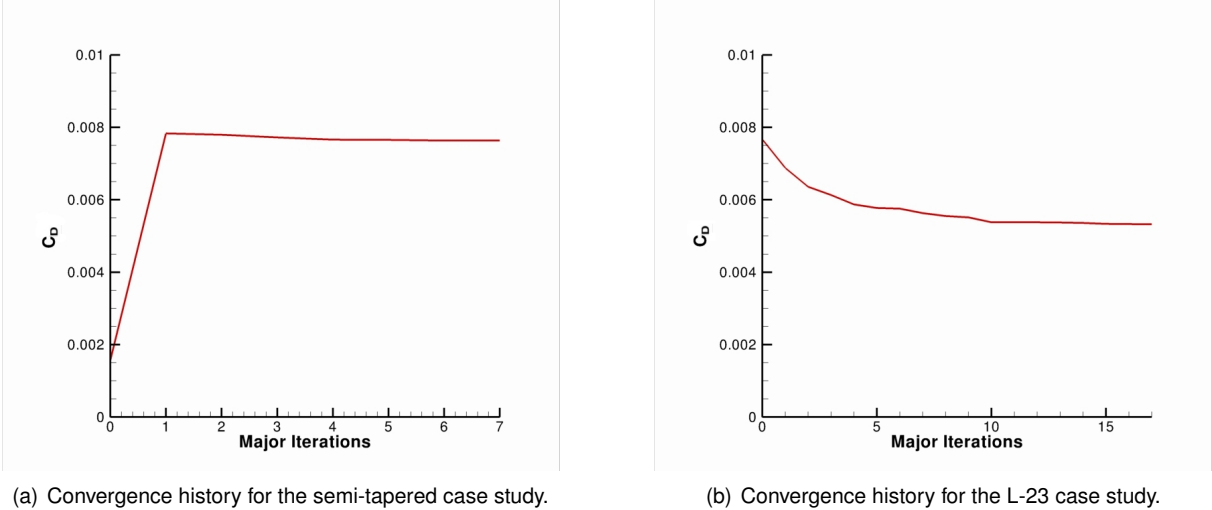 0.01
0.008
0.006
0.004
0.002
0
C_D
0 1 2 3 4 5 6 7
Major Iterations
(a) Convergence history for the semi-tapered case study.
0.01
0.008
0.006
0.004
0.002
0
C_D
0 5 10 15
Major Iterations
(b) Convergence history for the L-23 case study.